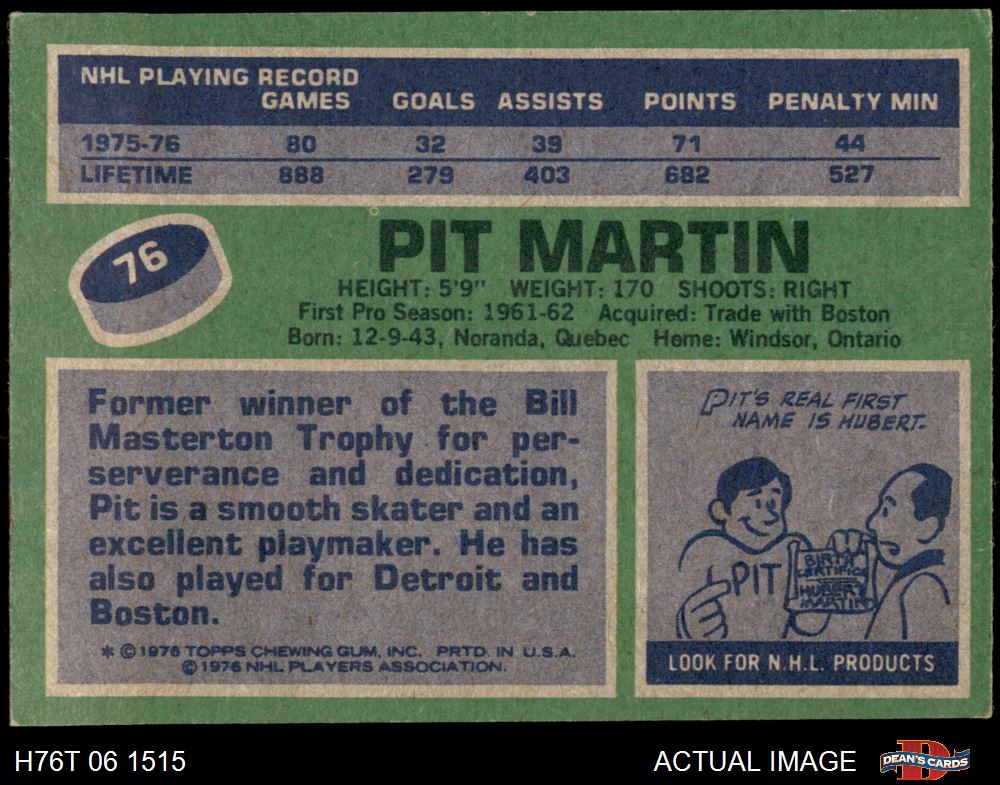 NHL PLAYING RECORD
GAMES GOALS ASSISTS POINTS PENALTY MIN
1975-76 80 32 39 71 44
LIFETIME 888 279 403 682 527
76
PIT MARTIN
HEIGHT: 5'9" WEIGHT: 170 SHOOTS: RIGHT
First Pro Season: 1961-62 Acquired: Trade with Boston
Born: 12-9-43, Noranda, Quebec Home: Windsor, Ontario
Former winner of the Bill
Masterton Trophy for per-
serverance and dedication,
Pit is a smooth skater and an
excellent playmaker. He has
also played for Detroit and
Boston.
* © 1976 TOPPS CHEWING GUM, INC. PRTD. IN U.S.A.
© 1976 NHL PLAYERS ASSOCIATION.
PIT'S REAL FIRST
NAME IS HUBERT.
PIT
BIRTH
CERTIFICATE
HUBERT
MARTIN
LOOK FOR N.H.L. PRODUCTS
H76T 06 1515 ACTUAL IMAGE D DEAN'S CARDS